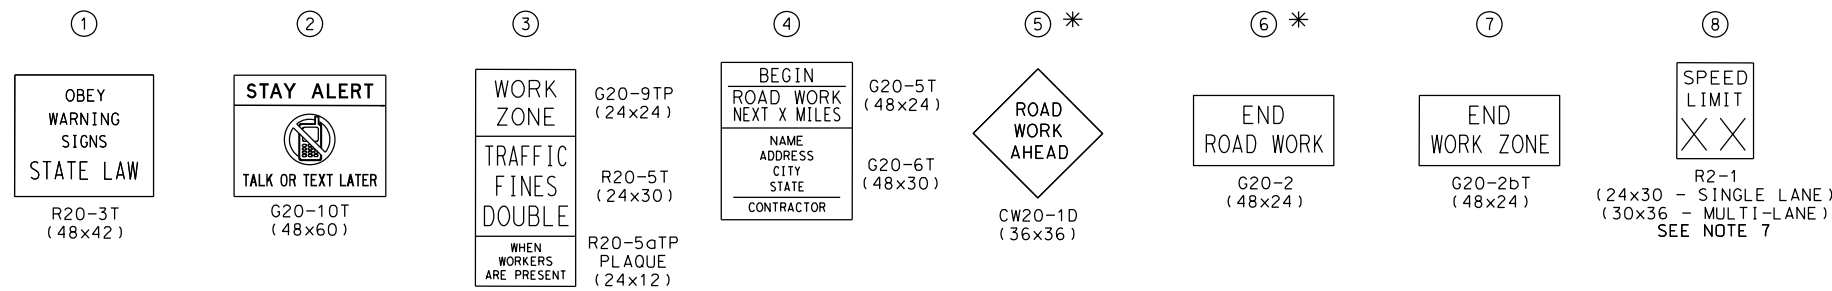 1
OBEY
WARNING
SIGNS
STATE LAW
R20-3T
(48x42)
2
STAY ALERT
TALK OR TEXT LATER
G20-10T
(48x60)
3
WORK
ZONE
G20-9TP
(24x24)
TRAFFIC
FINES
DOUBLE
R20-5T
(24x30)
WHEN
WORKERS
ARE PRESENT
R20-5aTP
PLAQUE
(24x12)
4
BEGIN
ROAD WORK
NEXT X MILES
G20-5T
(48x24)
NAME
ADDRESS
CITY
STATE
CONTRACTOR
G20-6T
(48x30)
5 *
ROAD
WORK
AHEAD
CW20-1D
(36x36)
6 *
END
ROAD WORK
G20-2
(48x24)
7
END
WORK ZONE
G20-2bT
(48x24)
8
SPEED
LIMIT
XX
R2-1
(24x30 - SINGLE LANE)
(30x36 - MULTI-LANE)
SEE NOTE 7